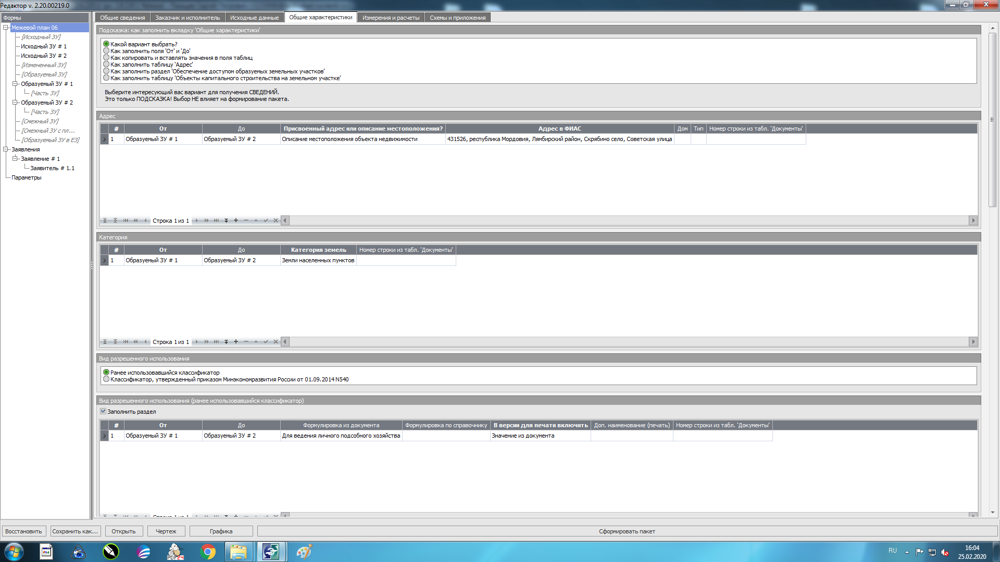 Редактор v. 2.20.00219.0
Формы
Межевой план 06
[Исходный ЗУ]
Исходный ЗУ # 1
Исходный ЗУ # 2
[Измененный ЗУ]
[Образуемый ЗУ]
Образуемый ЗУ # 1
[Часть ЗУ]
Образуемый ЗУ # 2
[Часть ЗУ]
[Смежный ЗУ]
[Смежный ЗУ с пл...
[Образуемый ЗУ в ЕЗ]
Заявления
Заявление # 1
Заявитель # 1.1
Параметры
Общие сведения Заказчик и исполнитель Исходные данные Общие характеристики Измерения и расчеты Схемы и приложения
Подсказка: как заполнить вкладку 'Общие характеристики'
Какой вариант выбрать?
Как заполнить поля 'От' и 'До'
Как копировать и вставлять значения в поля таблиц
Как заполнить таблицу 'Адрес'
Как заполнить раздел 'Обеспечение доступом образуемых земельных участков'
Как заполнить таблицу 'Объекты капитального строительства на земельном участке'
Выберите интересующий вас вариант для получения СВЕДЕНИЙ.
Это только ПОДСКАЗКА! Выбор НЕ влияет на формирование пакета.
Адрес
# От До Присвоенный адрес или описание местоположения? Адрес в ФИАС Дом Тип Номер строки из табл. 'Документы'
1 Образуемый ЗУ # 1 Образуемый ЗУ # 2 Описание местоположения объекта недвижимости 431526, республика Мордовия, Лямбирский район, Скрябино село, Советская улица
Строка 1 из 1
Категория
# От До Категория земель Номер строки из табл. 'Документы'
1 Образуемый ЗУ # 1 Образуемый ЗУ # 2 Земли населенных пунктов
Строка 1 из 1
Вид разрешенного использования
Ранее использовавшийся классификатор
Классификатор, утвержденный приказом Минэкономразвития России от 01.09.2014 N540
Вид разрешенного использования (ранее использовавшийся классификатор)
Заполнить раздел
# От До Формулировка из документа Формулировка по справочнику В версии для печати включить Доп. наименование (печать) Номер строки из табл. 'Документы'
1 Образуемый ЗУ # 1 Образуемый ЗУ # 2 Для ведения личного подсобного хозяйства Значение из документа
Строка 1 из 1
Восстановить Сохранить как... Открыть Чертеж Графика Сформировать пакет
PDF24
RU
16:04
25.02.2020